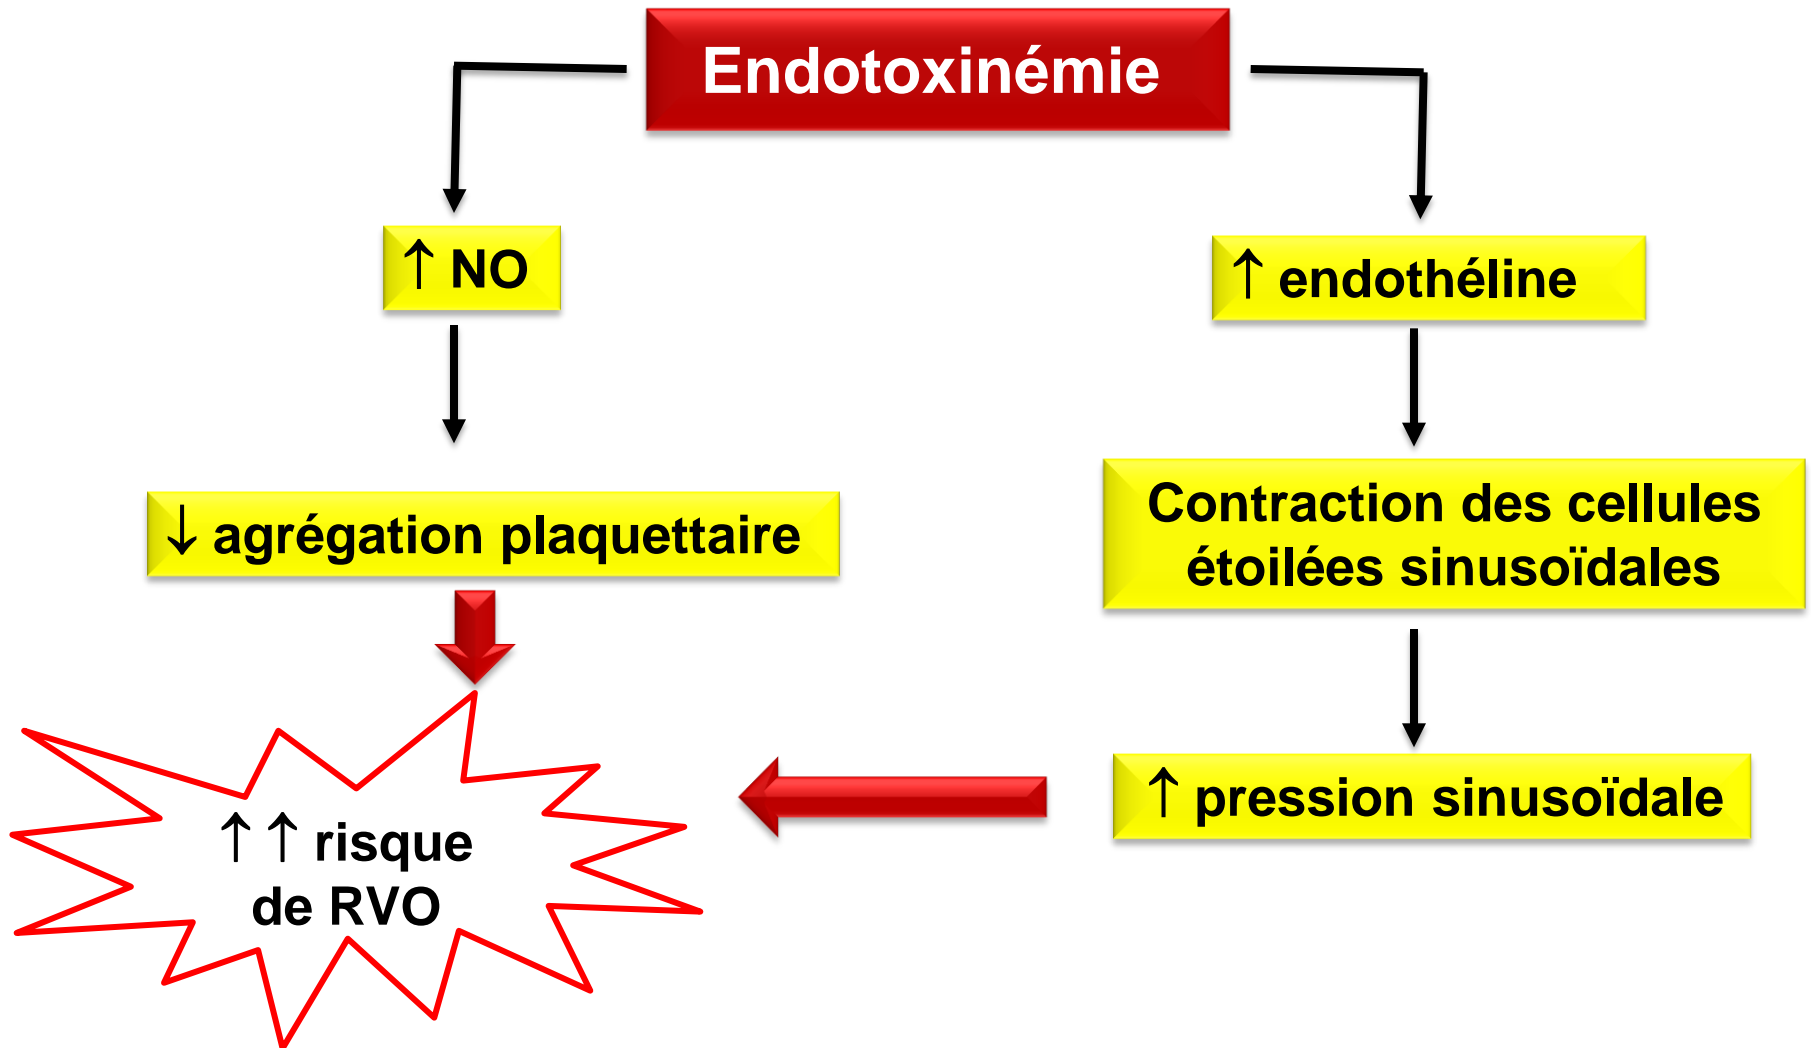 Endotoxinémie
↑ NO
↑ endothéline
↓ agrégation plaquettaire
Contraction des cellules
étoilées sinusoïdales
↑ pression sinusoïdale
↑ ↑ risque
de RVO